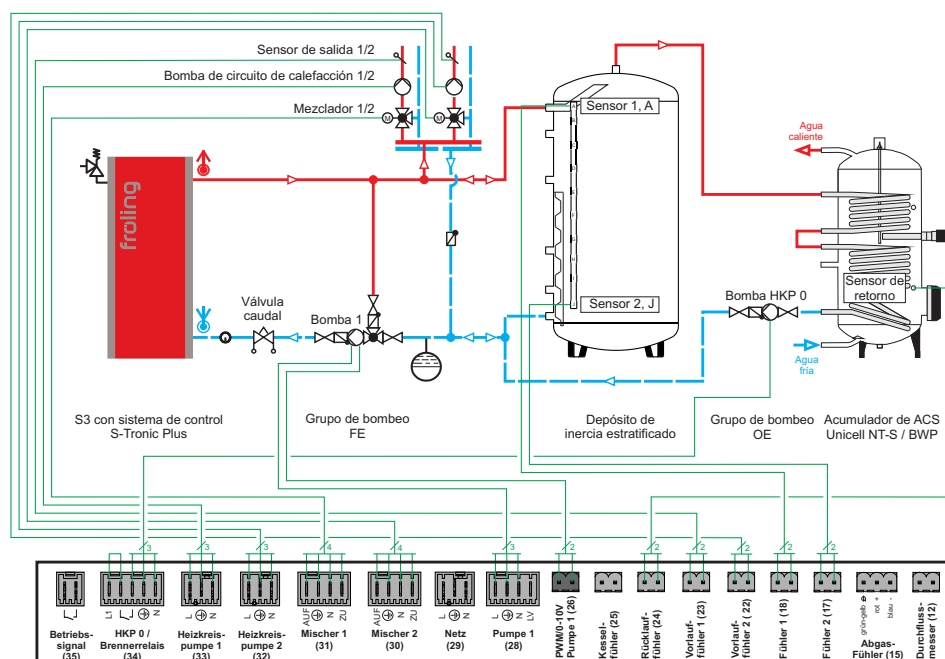 Sensor de salida 1/2
Bomba de circuito de calefacción 1/2
Mezclador 1/2
M
M
froling
Válvula
caudal
Bomba 1
Sensor 1, A
A
F
G
H
I
J
Sensor 2, J
Agua
caliente
Sensor de
retorno
Bomba HKP 0
Agua
fría
S3 con sistema de control
S-Tronic Plus
Grupo de bombeo
FE
Depósito de
inercia estratificado
Grupo de bombeo
OE
Acumulador de ACS
Unicell NT-S / BWP
3
3
3
4
4
3
2
2
2
2
2
2
L1
N
L
N
L
N
AUF
N
ZU
AUF
N
ZU
L
N
L
N
LV
grün-gelb
rot +
blau -
Betriebs-
signal
(35)
HKP 0 /
Brennerrelais
(34)
Heizkreis-
pumpe 1
(33)
Heizkreis-
pumpe 2
(32)
Mischer 1
(31)
Mischer 2
(30)
Netz
(29)
Pumpe 1
(28)
PWM/0-10V
Pumpe 1 (26)
Kessel-
fühler (25)
Rücklauf-
fühler (24)
Vorlauf-
fühler 1 (23)
Vorlauf-
fühler 2 ( 22)
Fühler 1 (18)
Fühler 2 (17)
Abgas-
Fühler (15)
Durchfluss-
messer (12)